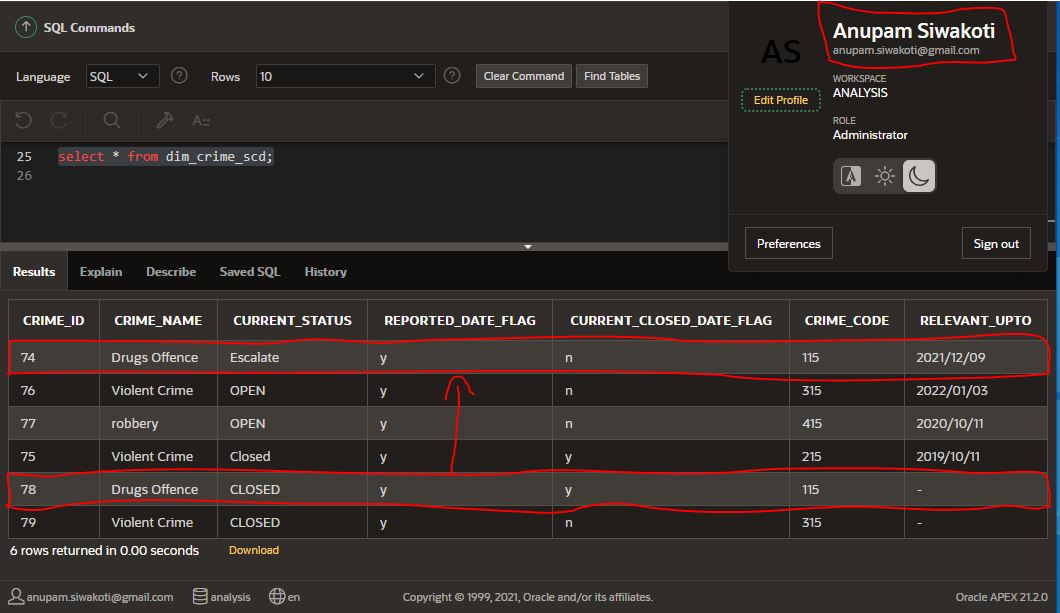 SQL Commands
Anupam Siwakoti
anupam.siwakoti@gmail.com
AS
Edit Profile
WORKSPACE
ANALYSIS
ROLE
Administrator
Preferences
Sign out
Language SQL ? Rows 10 ? Clear Command Find Tables
A::
25 select * from dim_crime_scd;
26
Results Explain Describe Saved SQL History
CRIME_ID CRIME_NAME CURRENT_STATUS REPORTED_DATE_FLAG CURRENT_CLOSED_DATE_FLAG CRIME_CODE RELEVANT_UPTO
74 Drugs Offence Escalate y n 115 2021/12/09
76 Violent Crime OPEN y n 315 2022/01/03
77 robbery OPEN y n 415 2020/10/11
75 Violent Crime Closed y y 215 2019/10/11
78 Drugs Offence CLOSED y y 115 -
79 Violent Crime CLOSED y n 315 -
6 rows returned in 0.00 seconds Download
anupam.siwakoti@gmail.com analysis en Copyright © 1999, 2021, Oracle and/or its affiliates. Oracle APEX 21.2.0